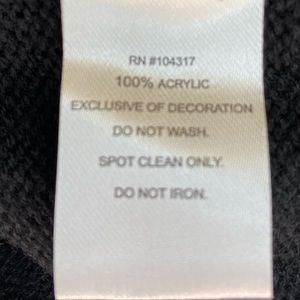 RN #104317
100% ACRYLIC
EXCLUSIVE OF DECORATION
DO NOT WASH.
SPOT CLEAN ONLY.
DO NOT IRON.